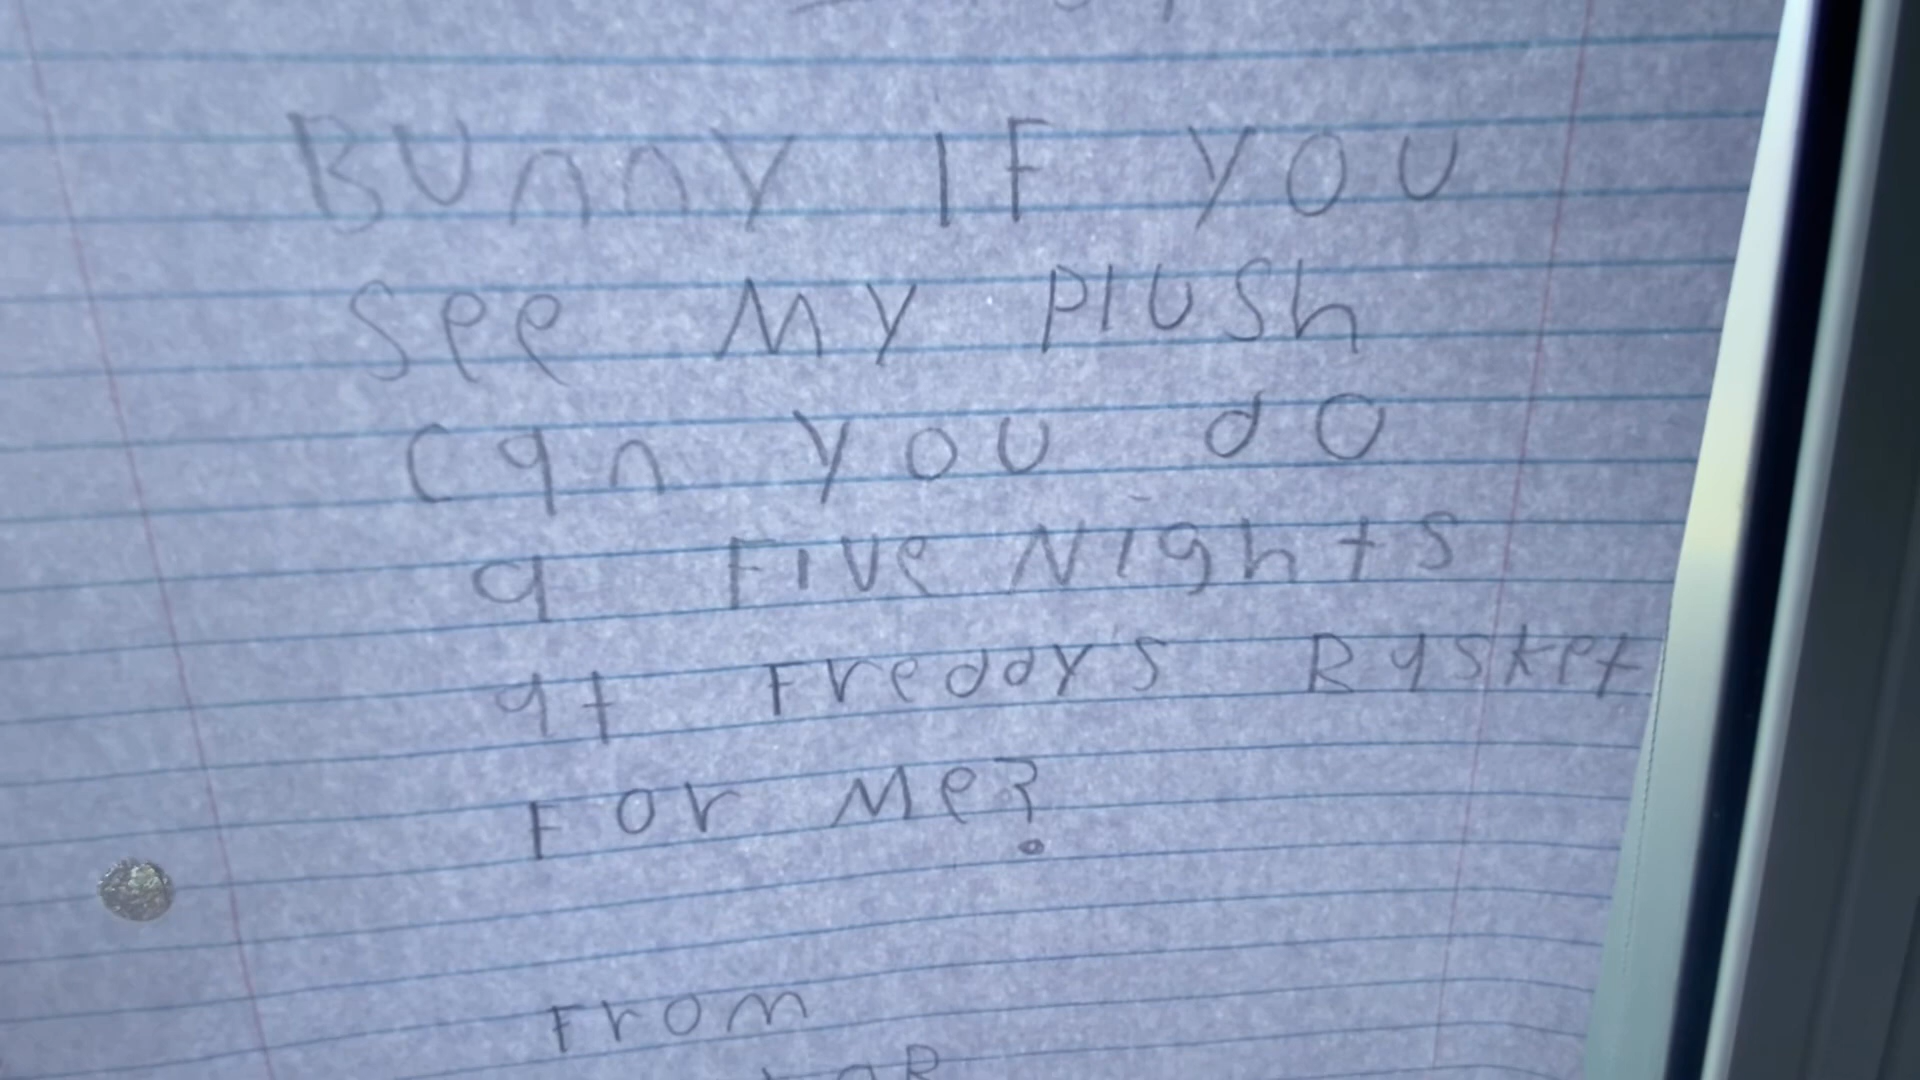 BUnnY IF YOU
See MY PlUSh
Can YOU dO
a FIVe NighTS
at Freddy's Basket
FOr Me?
From